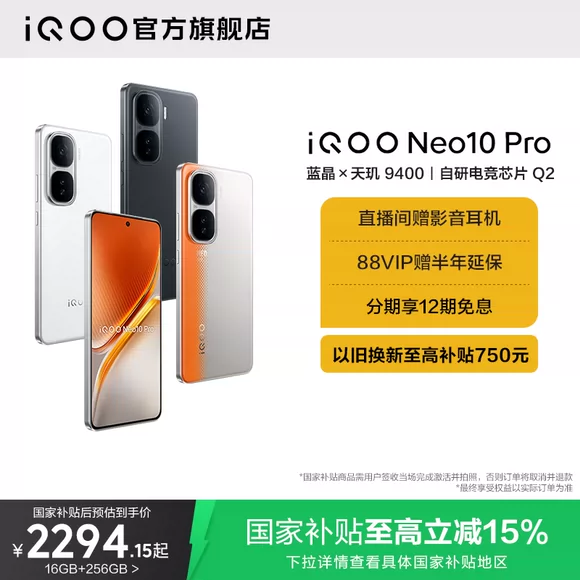 iQOO官方旗舰店
iQOO Neo10 Pro
蓝晶×天玑 9400 | 自研电竞芯片 Q2
直播间赠影音耳机
88VIP赠半年延保
分期享12期免息
以旧换新至高补贴750元
iQOO
iQOO Neo10 Pro
iQOO
*国家补贴商品需用户签收当场完成激活并拍照，否则订单将取消并退款
*最终享受权益以实际订单为准
国家补贴后预估到手价
¥2294.15起
16GB+256GB >
国家补贴至高立减15%
下拉详情查看具体国家补贴地区